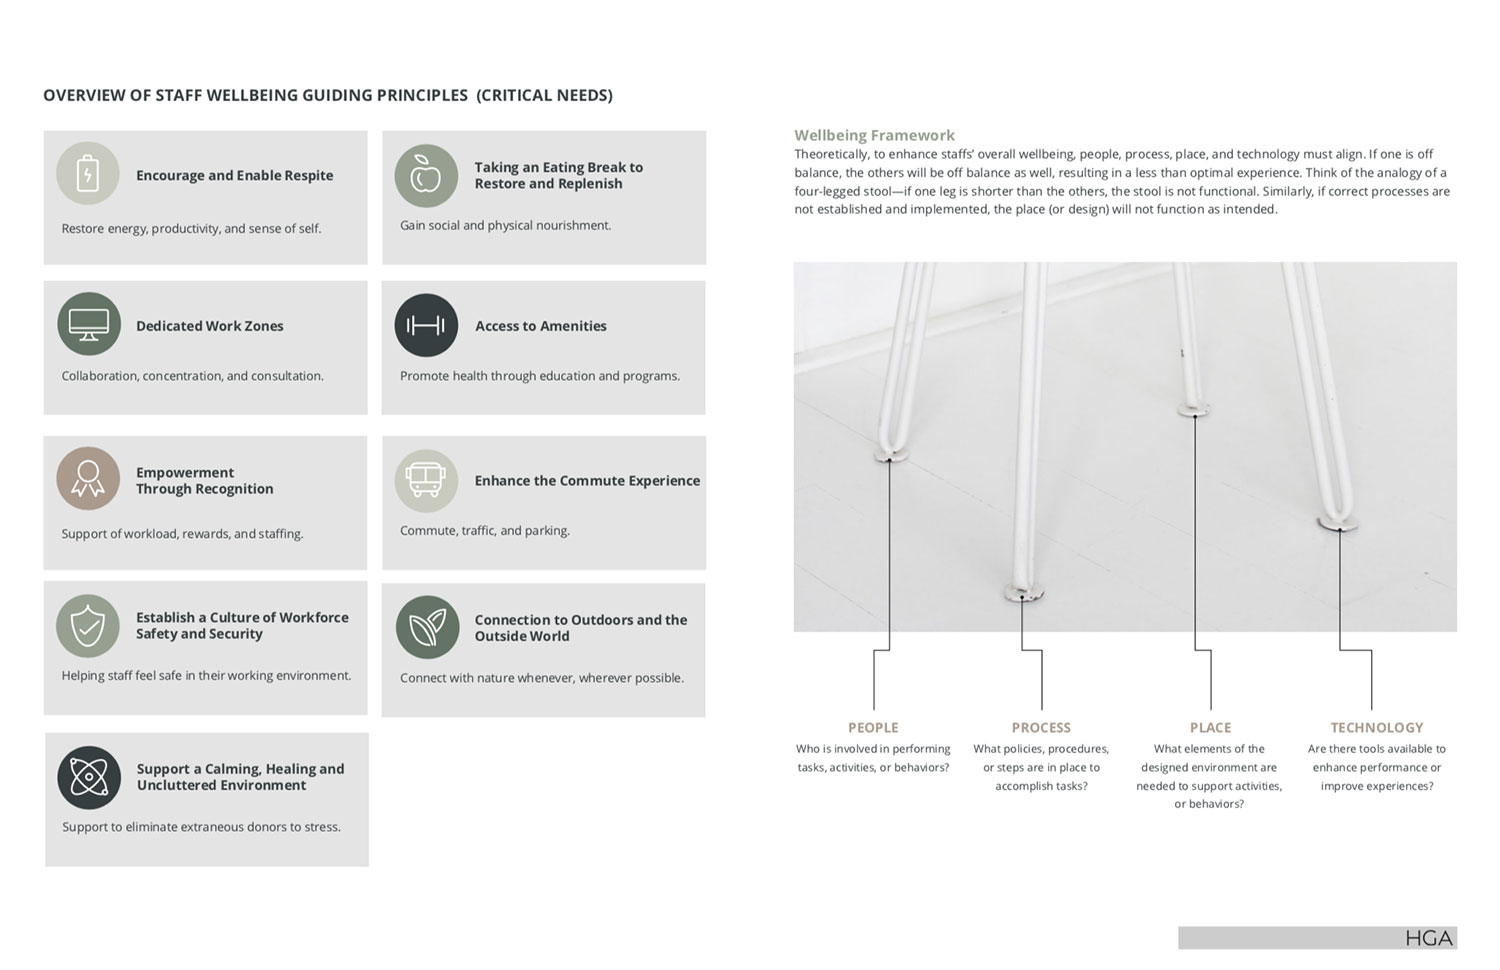 OVERVIEW OF STAFF WELLBEING GUIDING PRINCIPLES (CRITICAL NEEDS)
Encourage and Enable Respite
Restore energy, productivity, and sense of self.
Taking an Eating Break to
Restore and Replenish
Gain social and physical nourishment.
Dedicated Work Zones
Collaboration, concentration, and consultation.
Access to Amenities
Promote health through education and programs.
Empowerment
Through Recognition
Support of workload, rewards, and staffing.
Enhance the Commute Experience
Commute, traffic, and parking.
Establish a Culture of Workforce
Safety and Security
Helping staff feel safe in their working environment.
Connection to Outdoors and the
Outside World
Connect with nature whenever, wherever possible.
Support a Calming, Healing and
Uncluttered Environment
Support to eliminate extraneous donors to stress.
Wellbeing Framework
Theoretically, to enhance staffs' overall wellbeing, people, process, place, and technology must align. If one is off
balance, the others will be off balance as well, resulting in a less than optimal experience. Think of the analogy of a
four-legged stool—if one leg is shorter than the others, the stool is not functional. Similarly, if correct processes are
not established and implemented, the place (or design) will not function as intended.
PEOPLE
Who is involved in performing
tasks, activities, or behaviors?
PROCESS
What policies, procedures,
or steps are in place to
accomplish tasks?
PLACE
What elements of the
designed environment are
needed to support activities,
or behaviors?
TECHNOLOGY
Are there tools available to
enhance performance or
improve experiences?
HGA